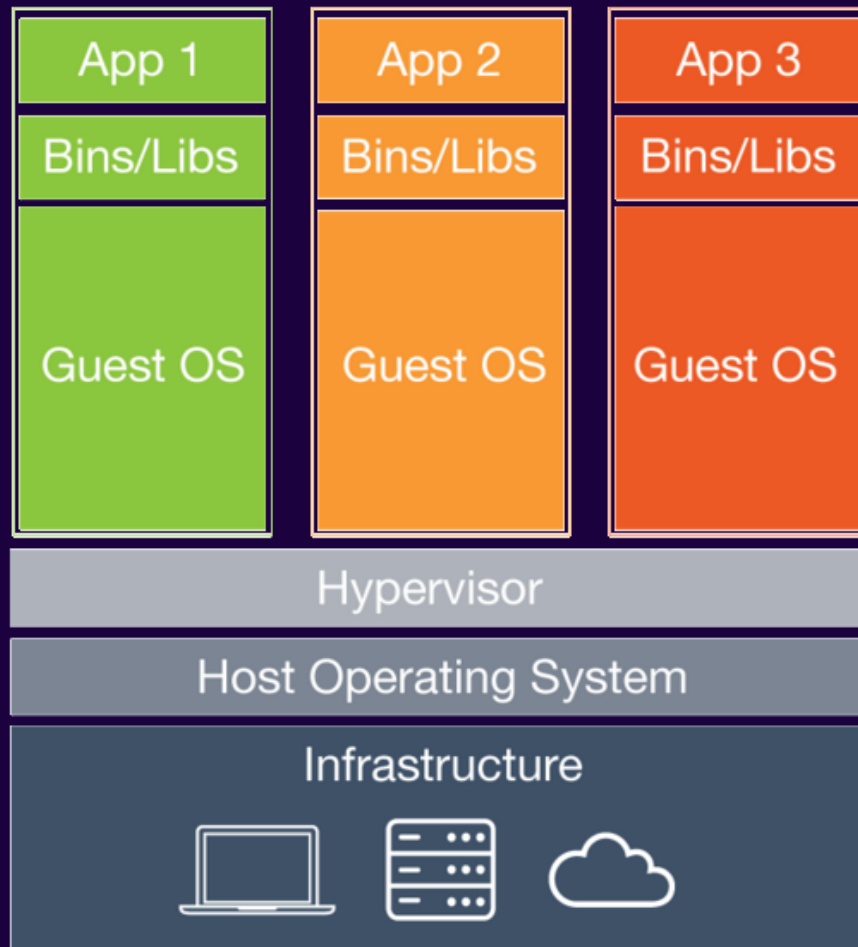 App 1
App 2
App 3
Bins/Libs
Bins/Libs
Bins/Libs
Guest OS
Guest OS
Guest OS
Hypervisor
Host Operating System
Infrastructure